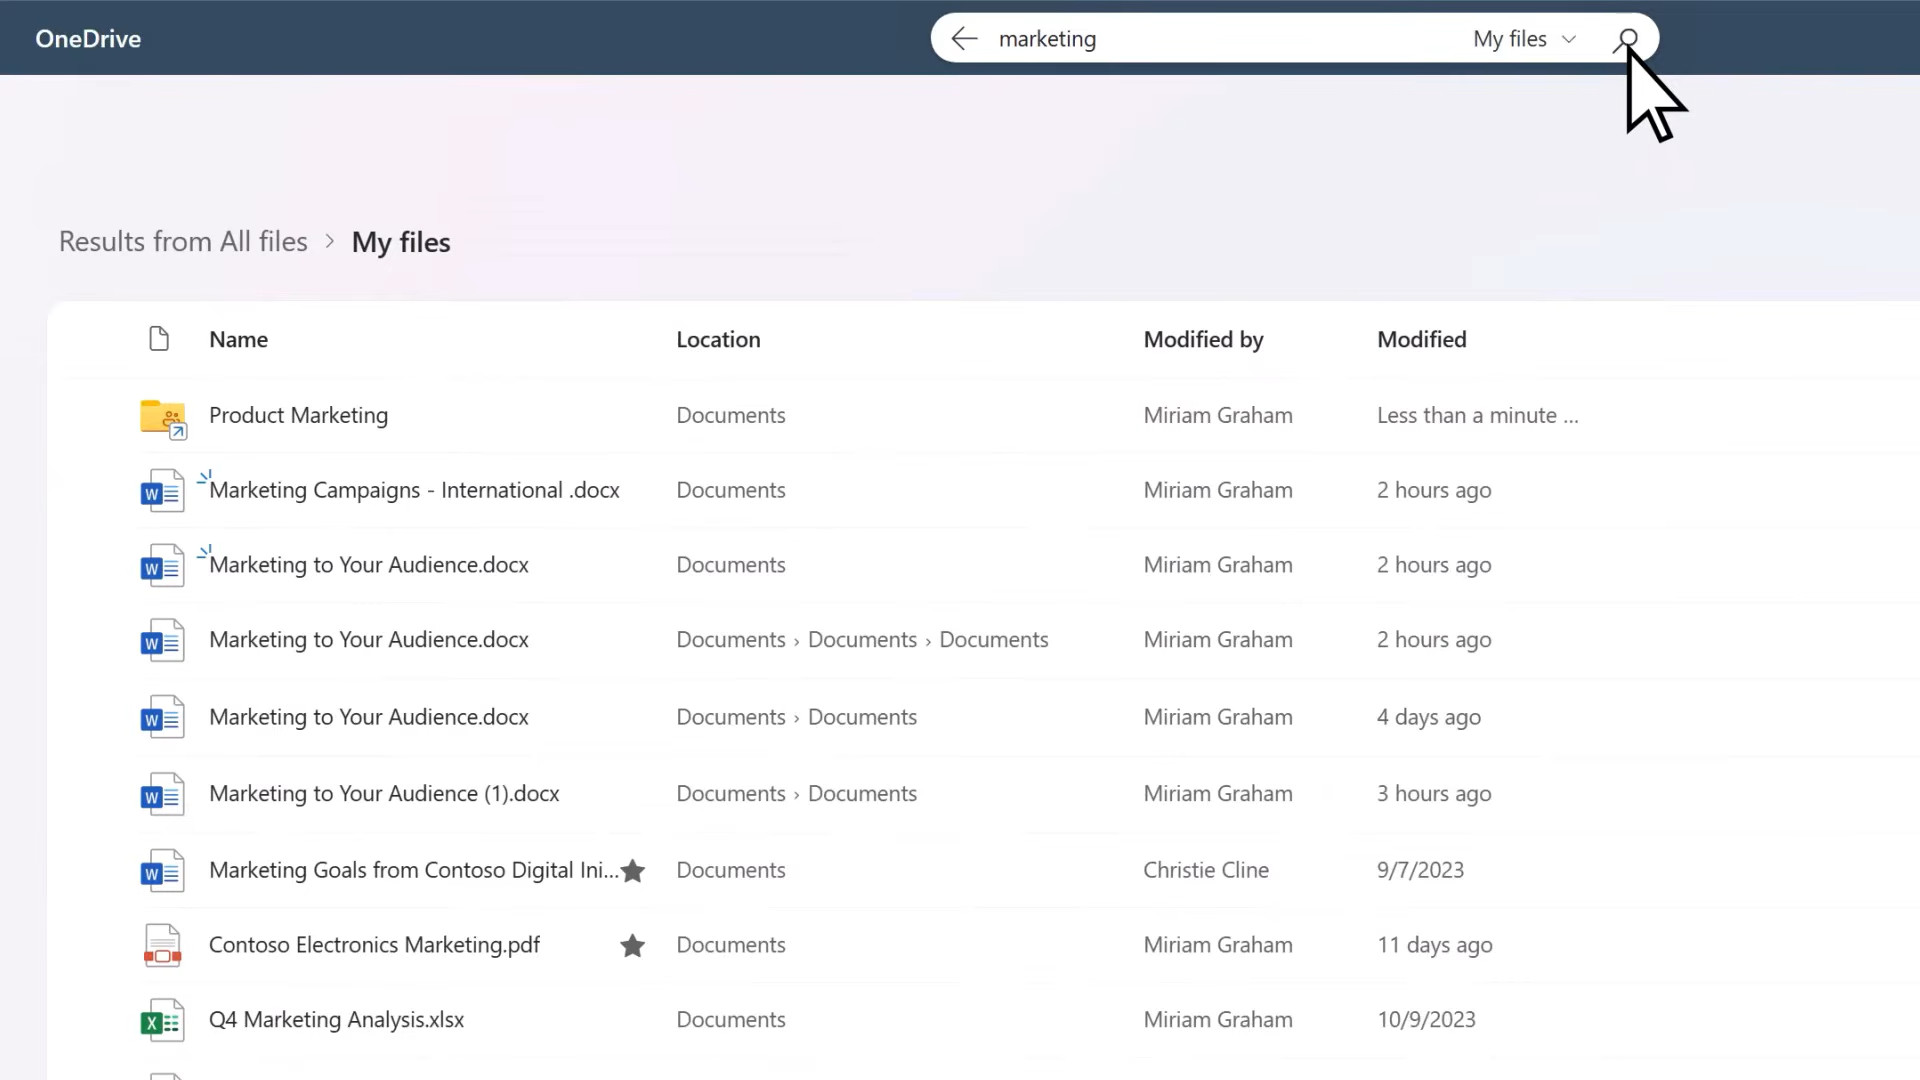 OneDrive
marketing My files
Results from All files > My files
Name Location Modified by Modified
Product Marketing Documents Miriam Graham Less than a minute ...
Marketing Campaigns - International .docx Documents Miriam Graham 2 hours ago
Marketing to Your Audience.docx Documents Miriam Graham 2 hours ago
Marketing to Your Audience.docx Documents › Documents › Documents Miriam Graham 2 hours ago
Marketing to Your Audience.docx Documents › Documents Miriam Graham 4 days ago
Marketing to Your Audience (1).docx Documents › Documents Miriam Graham 3 hours ago
Marketing Goals from Contoso Digital Ini... Documents Christie Cline 9/7/2023
Contoso Electronics Marketing.pdf Documents Miriam Graham 11 days ago
Q4 Marketing Analysis.xlsx Documents Miriam Graham 10/9/2023